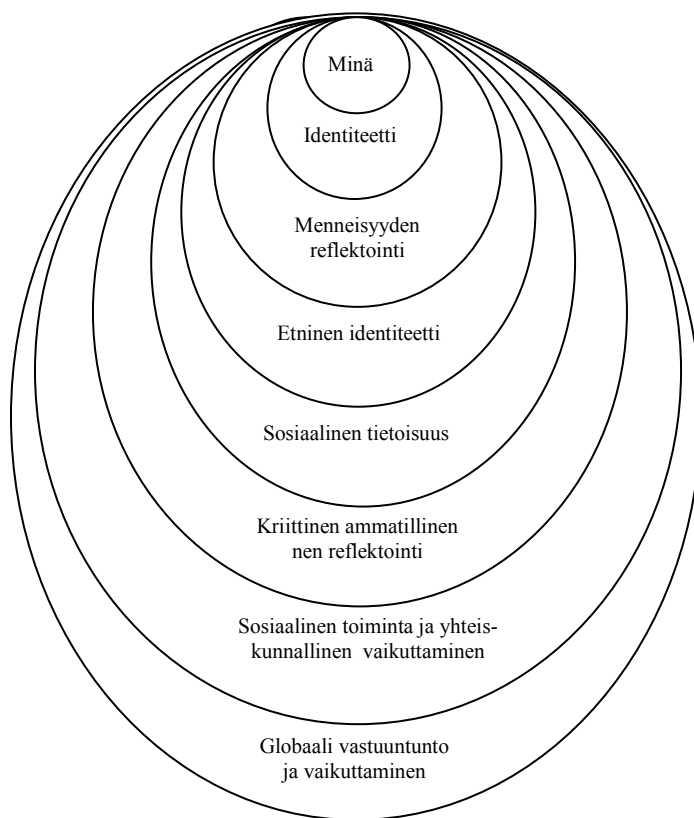 Minä
Identiteetti
Menneisyyden
reflektointi
Etninen identiteetti
Sosiaalinen tietoisuus
Kriittinen ammatillinen
nen reflektointi
Sosiaalinen toiminta ja yhteis-
kunnallinen vaikuttaminen
Globaali vastuuntunto
ja vaikuttaminen